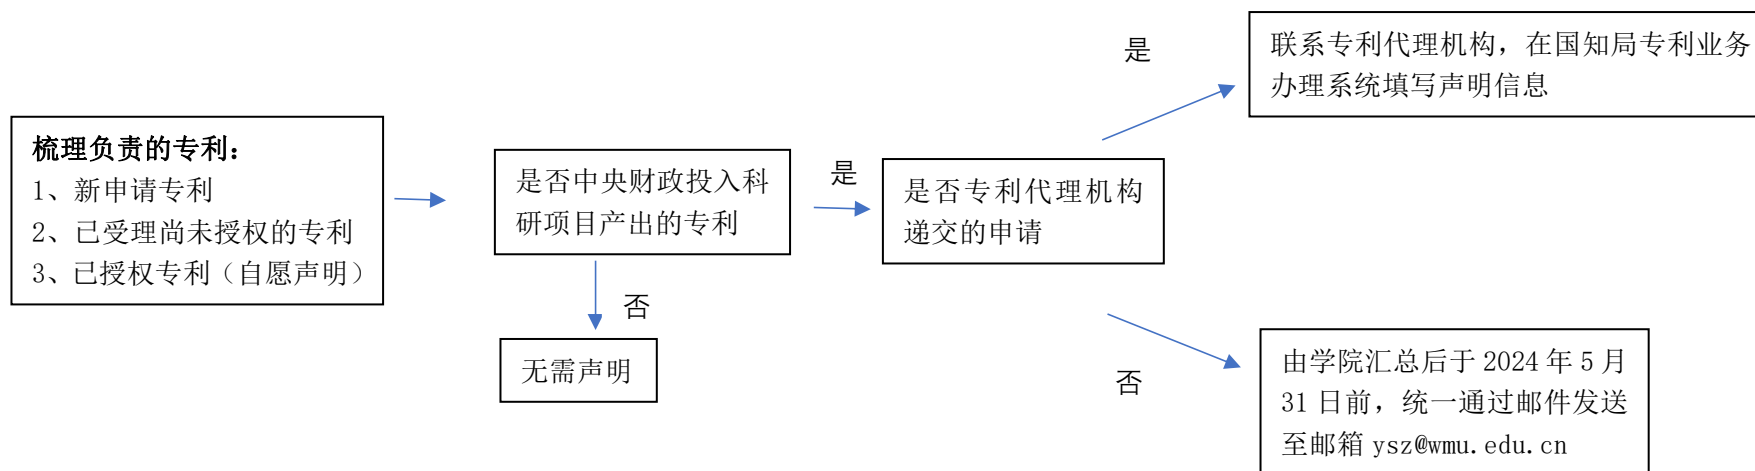 梳理负责的专利：
1、新申请专利
2、已受理尚未授权的专利
3、已授权专利（自愿声明）
是否中央财政投入科
研项目产出的专利
否
无需声明
是
是否专利代理机构
递交的申请
是
联系专利代理机构，在国知局专利业务
办理系统填写声明信息
否
由学院汇总后于 2024 年 5 月
31 日前，统一通过邮件发送
至邮箱 ysz@wmu.edu.cn